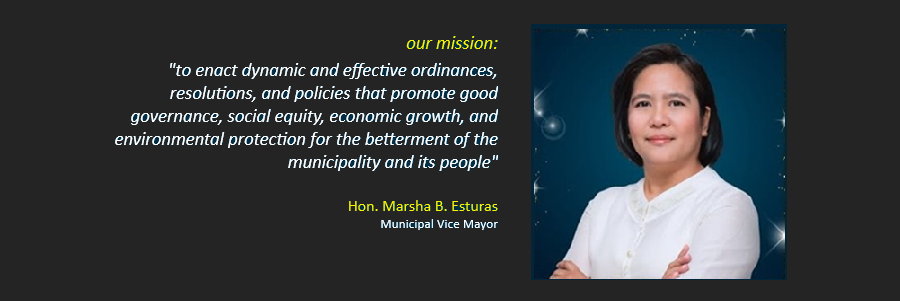 our mission:
"to enact dynamic and effective ordinances,
resolutions, and policies that promote good
governance, social equity, economic growth, and
environmental protection for the betterment of the
municipality and its people"
Hon. Marsha B. Esturas
Municipal Vice Mayor